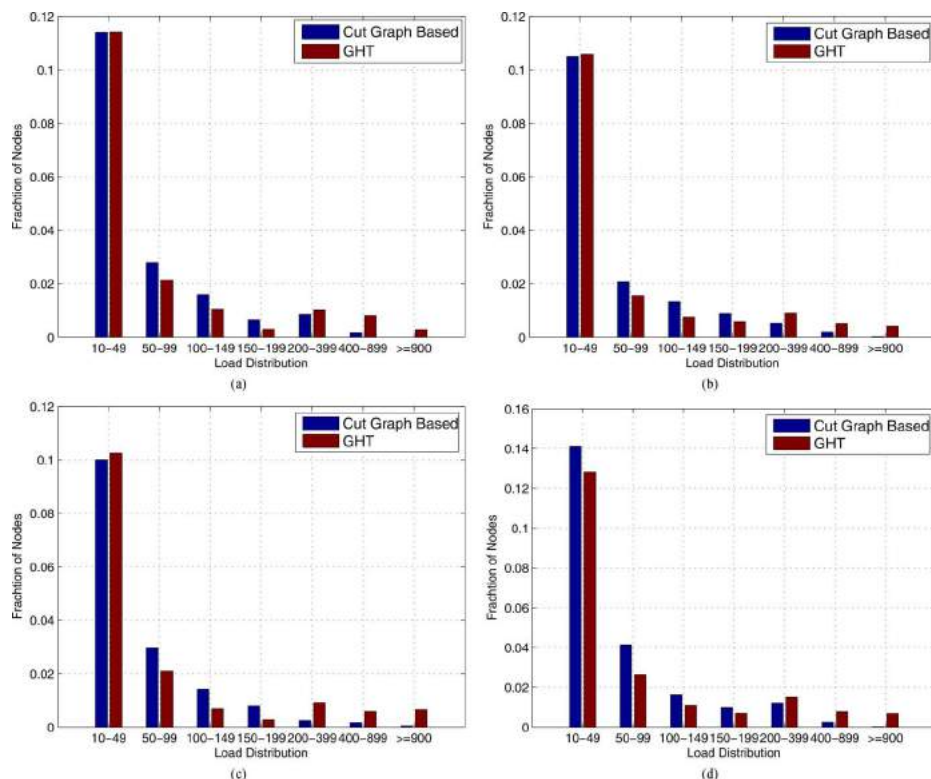 0.12
0.1
0.08
0.06
0.04
0.02
0
Frachtion of Nodes
Cut Graph Based
GHT
10-49 50-99 100-149 150-199 200-399 400-899 >=900
Load Distribution
(a)
0.12
0.1
0.08
0.06
0.04
0.02
0
Frachtion of Nodes
Cut Graph Based
GHT
10-49 50-99 100-149 150-199 200-399 400-899 >=900
Load Distribution
(b)
0.12
0.1
0.08
0.06
0.04
0.02
0
Frachtion of Nodes
Cut Graph Based
GHT
10-49 50-99 100-149 150-199 200-399 400-899 >=900
Load Distribution
(c)
0.16
0.14
0.12
0.1
0.08
0.06
0.04
0.02
0
Frachtion of Nodes
Cut Graph Based
GHT
10-49 50-99 100-149 150-199 200-399 400-899 >=900
Load Distribution
(d)